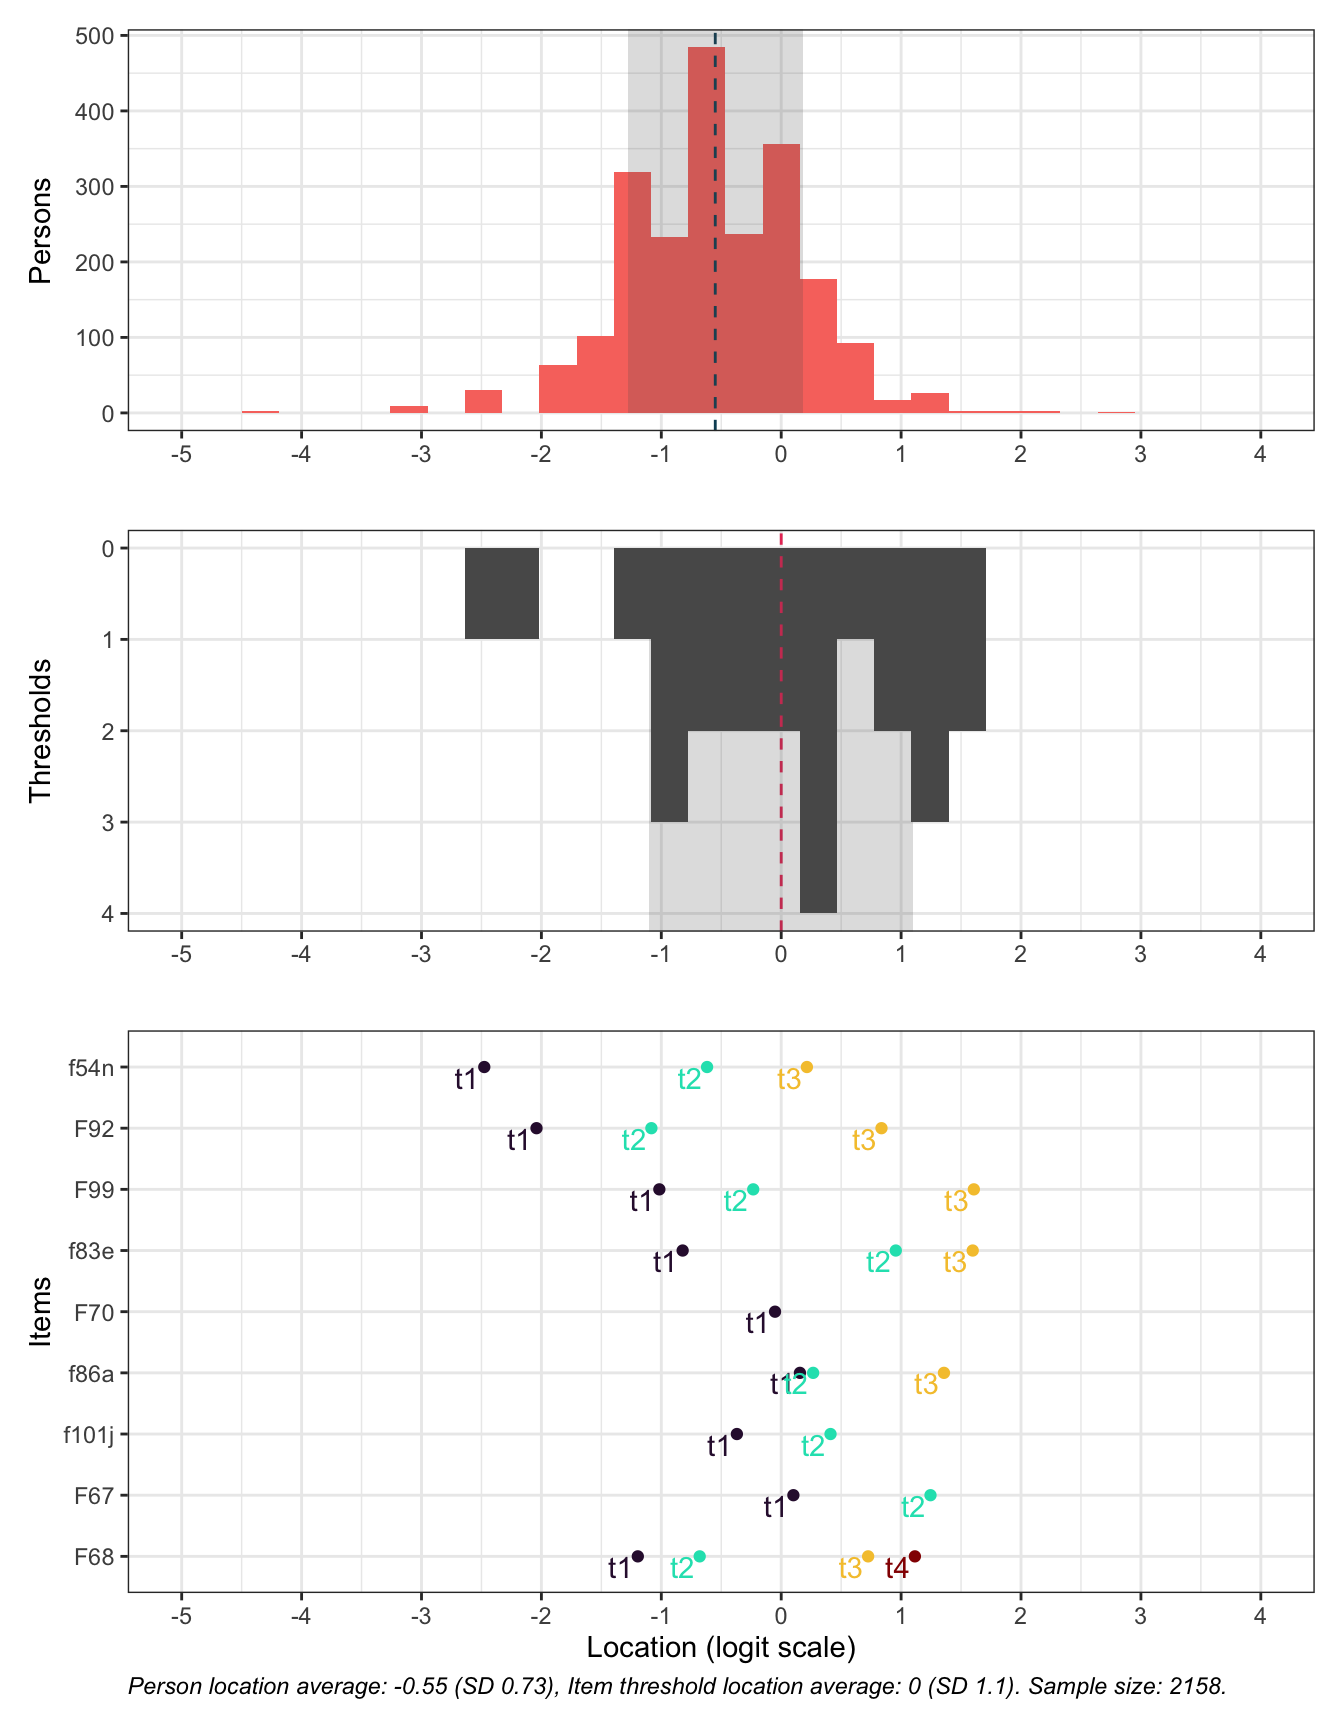 500
400
300
200
100
0
Persons
-5 -4 -3 -2 -1 0 1 2 3 4
0
1
2
3
4
Thresholds
-5 -4 -3 -2 -1 0 1 2 3 4
Items
f54n t1 t2 t3
F92 t1 t2 t3
F99 t1 t2 t3
f83e t1 t2 t3
F70 t1
f86a t1 t2 t3
f101j t1 t2
F67 t1 t2
F68 t1 t2 t3 t4
-5 -4 -3 -2 -1 0 1 2 3 4
Location (logit scale)
Person location average: -0.55 (SD 0.73), Item threshold location average: 0 (SD 1.1). Sample size: 2158.